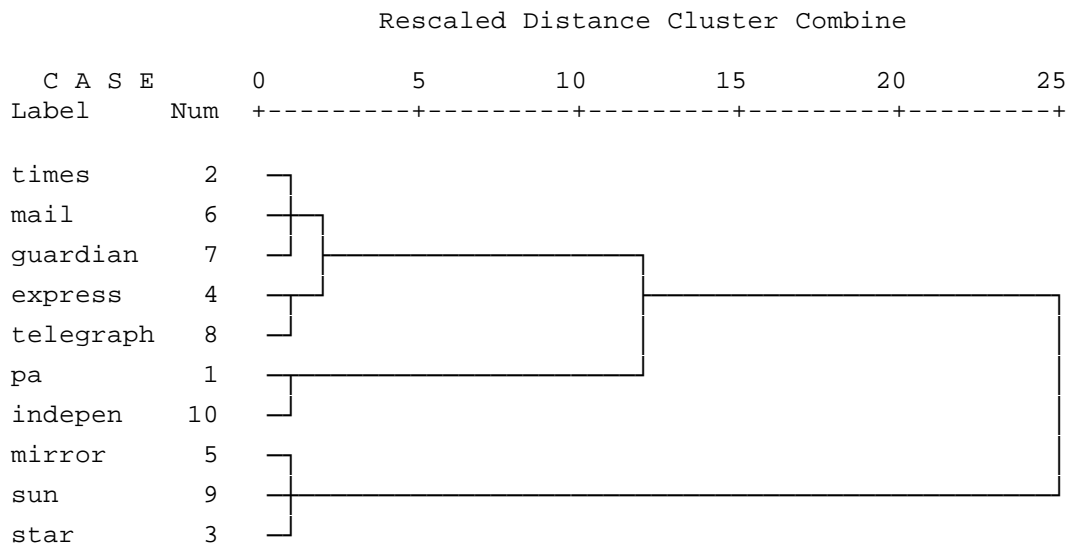 Rescaled Distance Cluster Combine
C A S E 0 5 10 15 20 25
Label Num +---------+---------+---------+---------+---------+
times 2
mail 6
guardian 7
express 4
telegraph 8
pa 1
indepen 10
mirror 5
sun 9
star 3